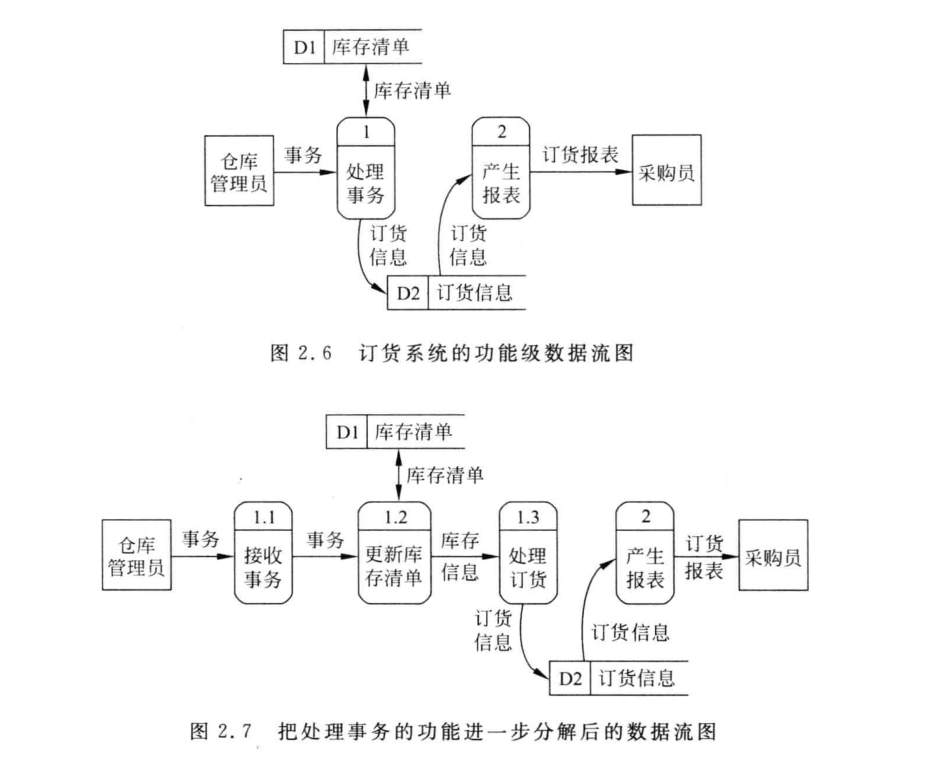 D1 库存清单
库存清单
1
2
仓库
管理员
事务
处理
事务
产生
报表
订货报表
采购员
订货
信息
订货
信息
D2 订货信息
图 2.6 订货系统的功能级数据流图
D1 库存清单
库存清单
1.1
1.2
1.3
2
仓库
管理员
事务
接收
事务
事务
更新库
存清单
库存
信息
处理
订货
产生
报表
订货
报表
采购员
订货
信息
订货信息
D2 订货信息
图 2.7 把处理事务的功能进一步分解后的数据流图